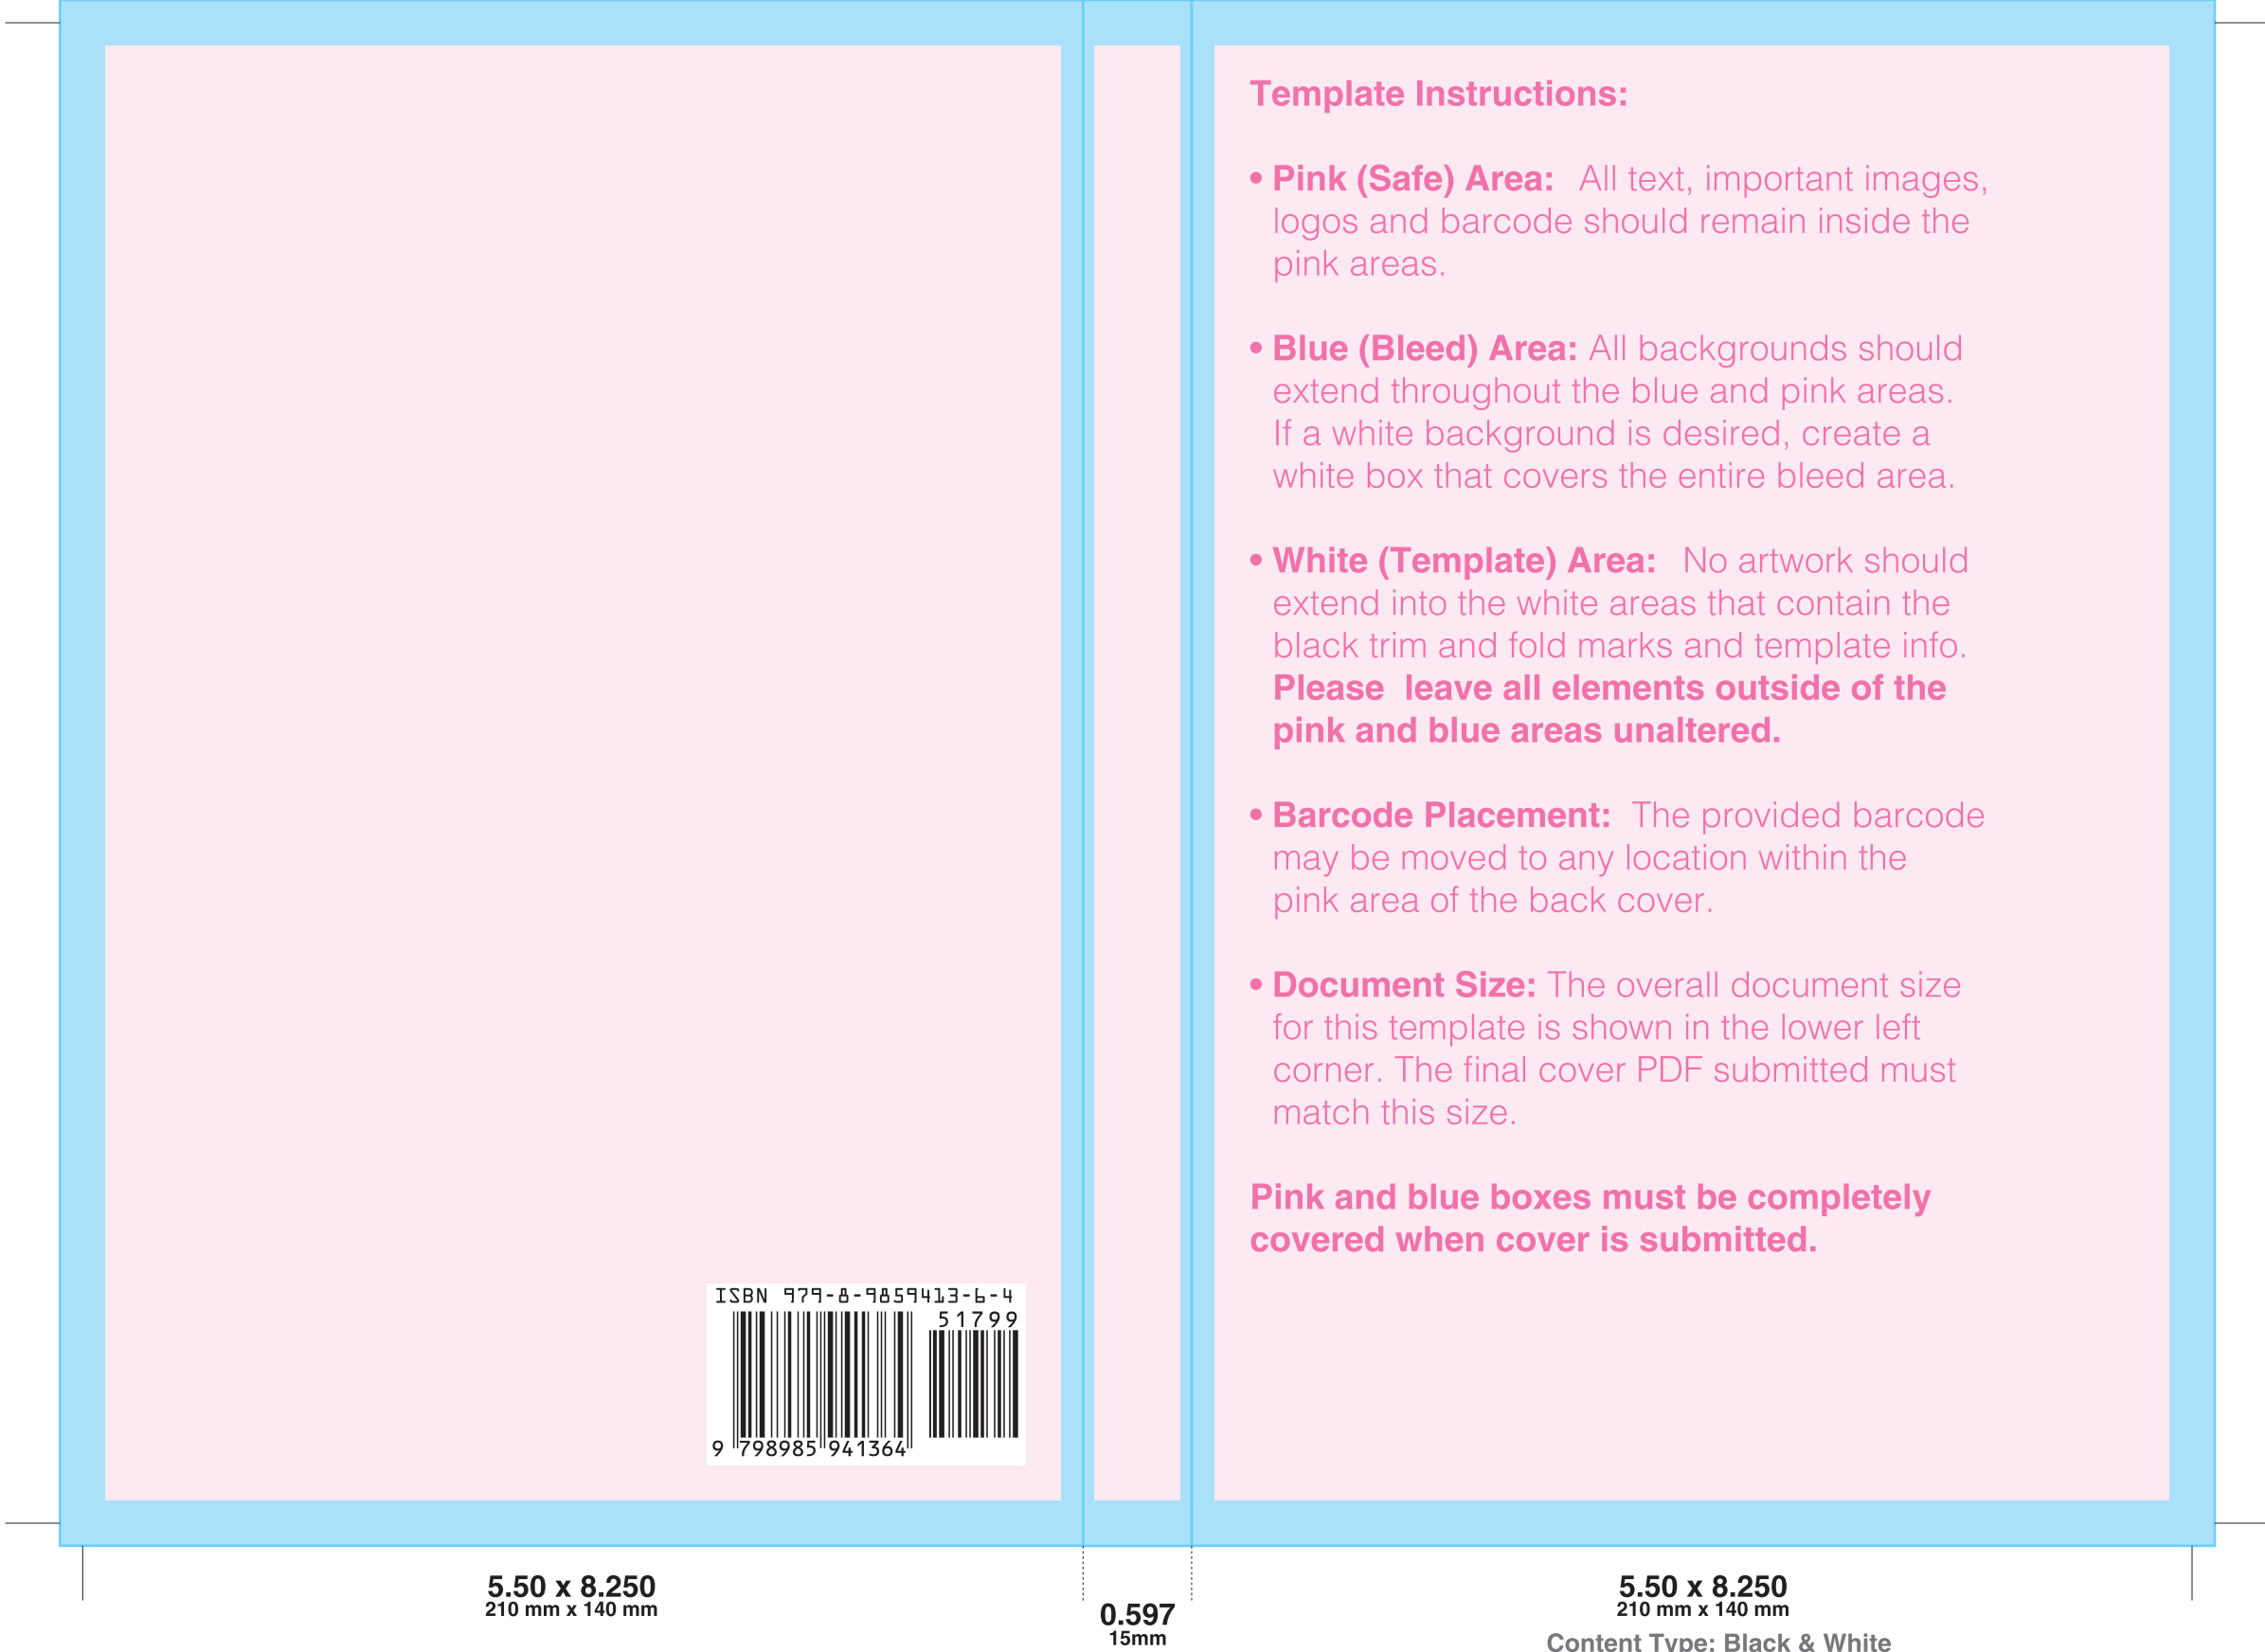 Template Instructions:
• Pink (Safe) Area: All text, important images,
logos and barcode should remain inside the
pink areas.
• Blue (Bleed) Area: All backgrounds should
extend throughout the blue and pink areas.
If a white background is desired, create a
white box that covers the entire bleed area.
• White (Template) Area: No artwork should
extend into the white areas that contain the
black trim and fold marks and template info.
Please leave all elements outside of the
pink and blue areas unaltered.
• Barcode Placement: The provided barcode
may be moved to any location within the
pink area of the back cover.
• Document Size: The overall document size
for this template is shown in the lower left
corner. The final cover PDF submitted must
match this size.
Pink and blue boxes must be completely
covered when cover is submitted.
ISBN 979-8-9859413-6-4
51799
9 798985 941364
5.50 x 8.250
210 mm x 140 mm
0.597
15mm
5.50 x 8.250
210 mm x 140 mm
Content Type: Black & White